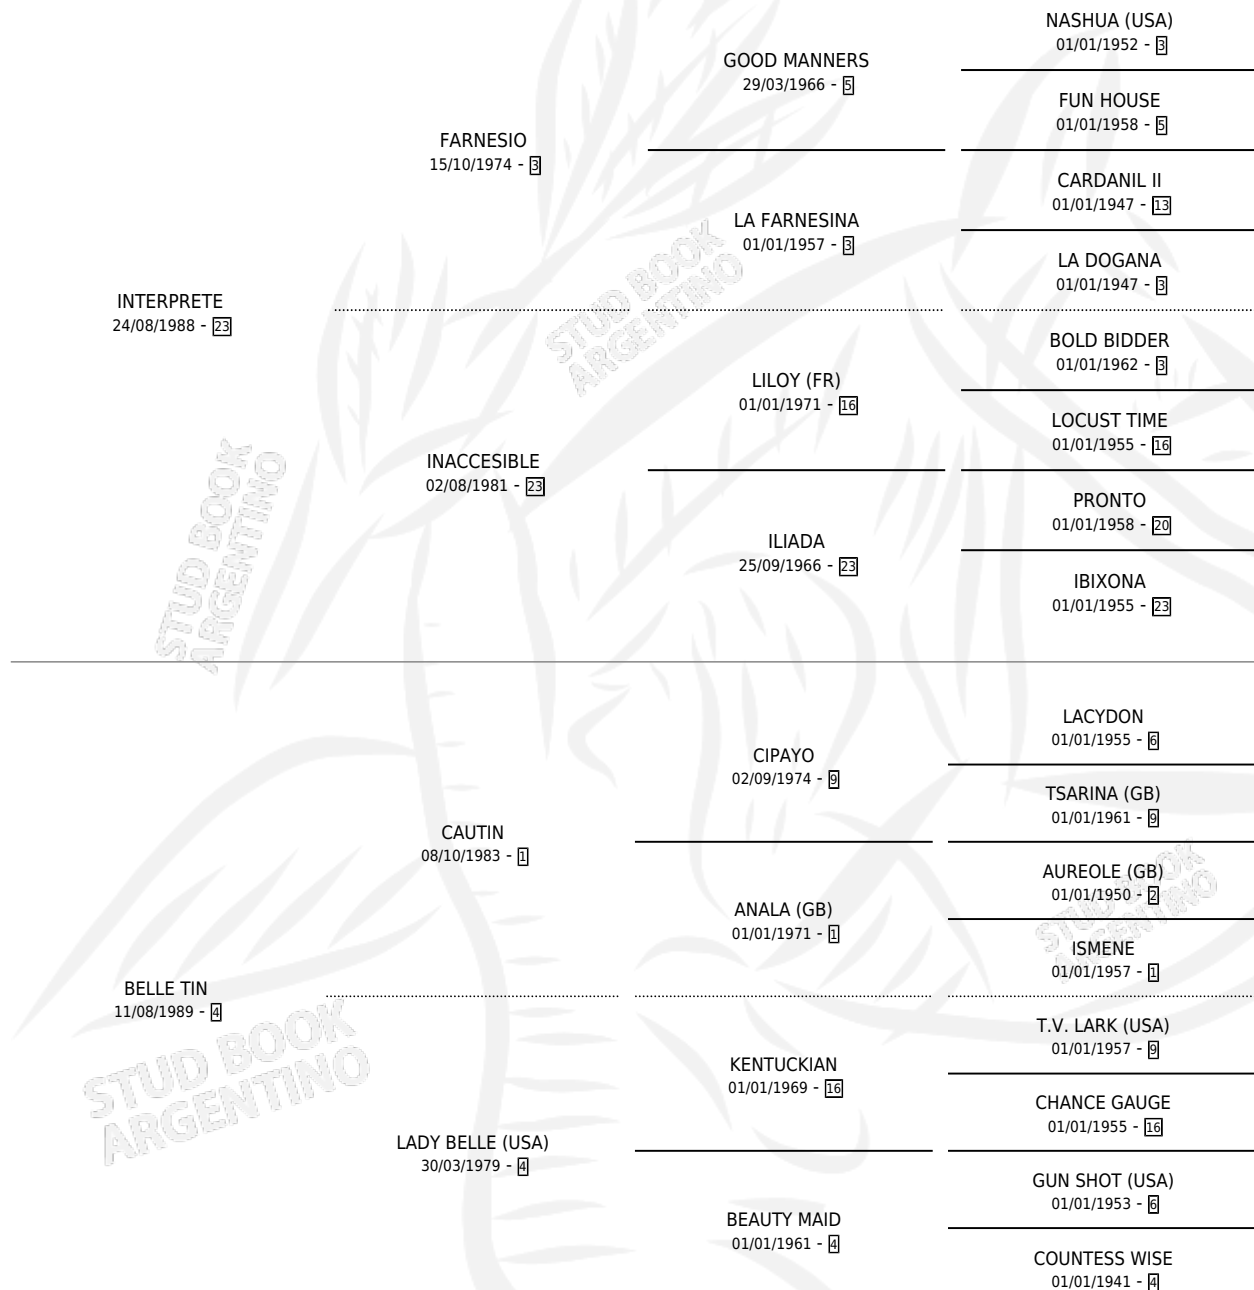 NASHUA (USA)
01/01/1952 - 3
GOOD MANNERS
29/03/1966 - 5
FUN HOUSE
01/01/1958 - 5
FARNESIO
15/10/1974 - 3
CARDANIL II
01/01/1947 - 13
LA FARNESINA
01/01/1957 - 3
LA DOGANA
01/01/1947 - 3
INTERPRETE
24/08/1988 - 23
STUD BOOK
ARGENTINO
BOLD BIDDER
01/01/1962 - 3
LILOY (FR)
01/01/1971 - 16
LOCUST TIME
01/01/1955 - 16
INACCESIBLE
02/08/1981 - 23
PRONTO
01/01/1958 - 20
ILIADA
25/09/1966 - 23
IBIXONA
01/01/1955 - 23
STUD BOOK
ARGENTINO
LACYDON
01/01/1955 - 6
CIPAYO
02/09/1974 - 9
TSARINA (GB)
01/01/1961 - 9
CAUTIN
08/10/1983 - 1
AUREOLE (GB)
01/01/1950 - 2
ANALA (GB)
01/01/1971 - 1
STUD BOOK
ARGENTINO
ISMENE
01/01/1957 - 1
BELLE TIN
11/08/1989 - 4
STUD BOOK
ARGENTINO
T.V. LARK (USA)
01/01/1957 - 9
KENTUCKIAN
01/01/1969 - 16
CHANCE GAUGE
01/01/1955 - 16
LADY BELLE (USA)
30/03/1979 - 4
GUN SHOT (USA)
01/01/1953 - 6
BEAUTY MAID
01/01/1961 - 4
COUNTESS WISE
01/01/1941 - 4